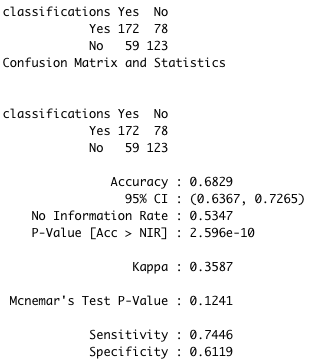 classifications Yes No
Yes 172 78
No 59 123
Confusion Matrix and Statistics
classifications Yes No
Yes 172 78
No 59 123
Accuracy : 0.6829
95% CI : (0.6367, 0.7265)
No Information Rate : 0.5347
P-Value [Acc > NIR] : 2.596e-10
Kappa : 0.3587
Mcnemar's Test P-Value : 0.1241
Sensitivity : 0.7446
Specificity : 0.6119